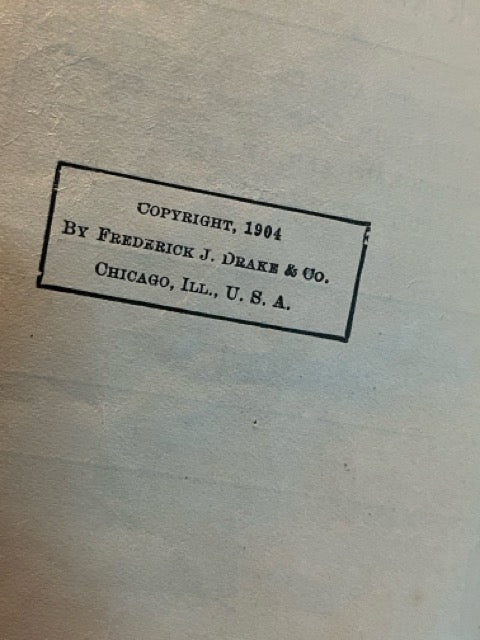 COPYRIGHT, 1904
BY FREDERICK J. DRAKE & CO.
CHICAGO, ILL., U. S. A.